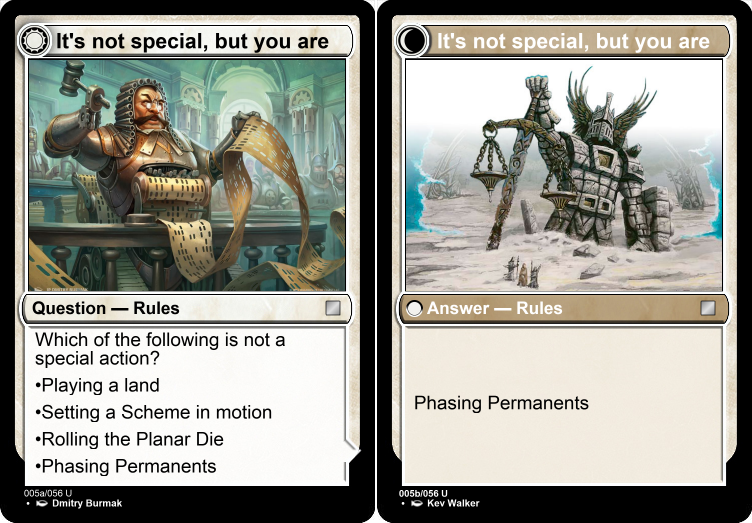 It's not special, but you are
Question — Rules
Which of the following is not a
special action?
•Playing a land
•Setting a Scheme in motion
•Rolling the Planar Die
•Phasing Permanents
005a/056 U
• Dmitry Burmak
It's not special, but you are
Answer — Rules
Phasing Permanents
005b/056 U
• Kev Walker